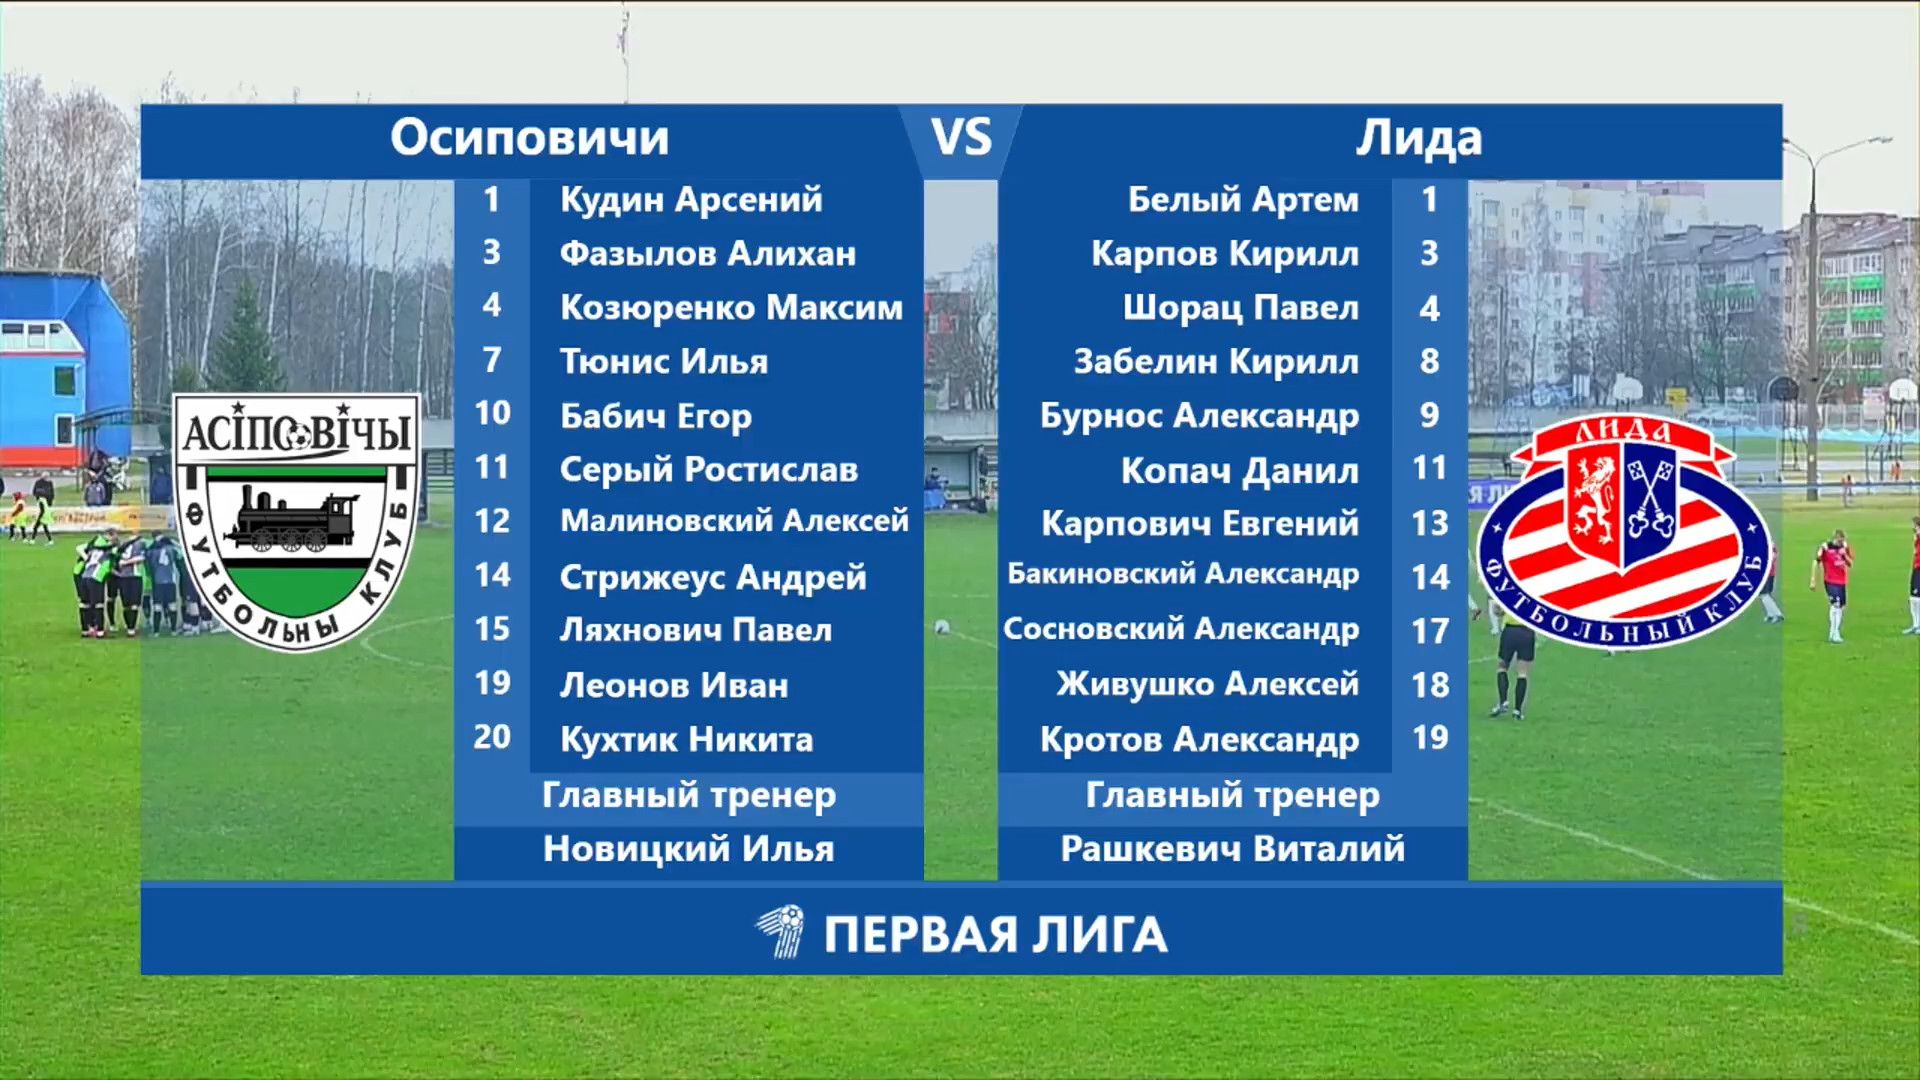 Осиповичи VS Лида
1 Кудин Арсений
3 Фазылов Алихан
4 Козюренко Максим
7 Тюнис Илья
10 Бабич Егор
11 Серый Ростислав
12 Малиновский Алексей
14 Стрижеус Андрей
15 Ляхнович Павел
19 Леонов Иван
20 Кухтик Никита
Главный тренер
Новицкий Илья
Белый Артем 1
Карпов Кирилл 3
Шорац Павел 4
Забелин Кирилл 8
Бурнос Александр 9
Копач Данил 11
Карпович Евгений 13
Бакиновский Александр 14
Сосновский Александр 17
Живушко Алексей 18
Кротов Александр 19
Главный тренер
Рашкевич Виталий
АСІПОВІЧЫ
ФУТБОЛЬНЫ КЛУБ
ЛИДА
ФУТБОЛЬНЫЙ КЛУБ
ПЕРВАЯ ЛИГА